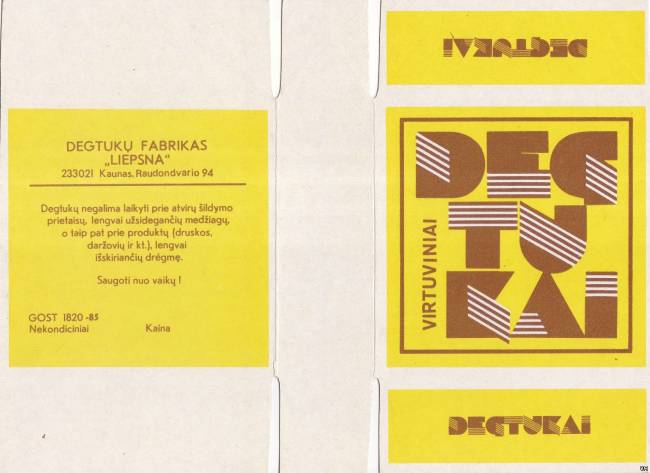 DEGTUKŲ FABRIKAS
„LIEPSNA“
233021 Kaunas. Raudondvario 94
Degtukų negalima laikyti prie atvirų šildymo
prietaisų, lengvai užsidegančių medžiagų,
o taip pat prie produktų (druskos,
daržovių ir kt.), lengvai
išskiriančių drėgmę.
Saugoti nuo vaikų !
GOST 1820-85
Nekondiciniai Kaina
DEGTUKAI
VIRTUVINIAI
DEG
TU
KAI
DEGTUKAI